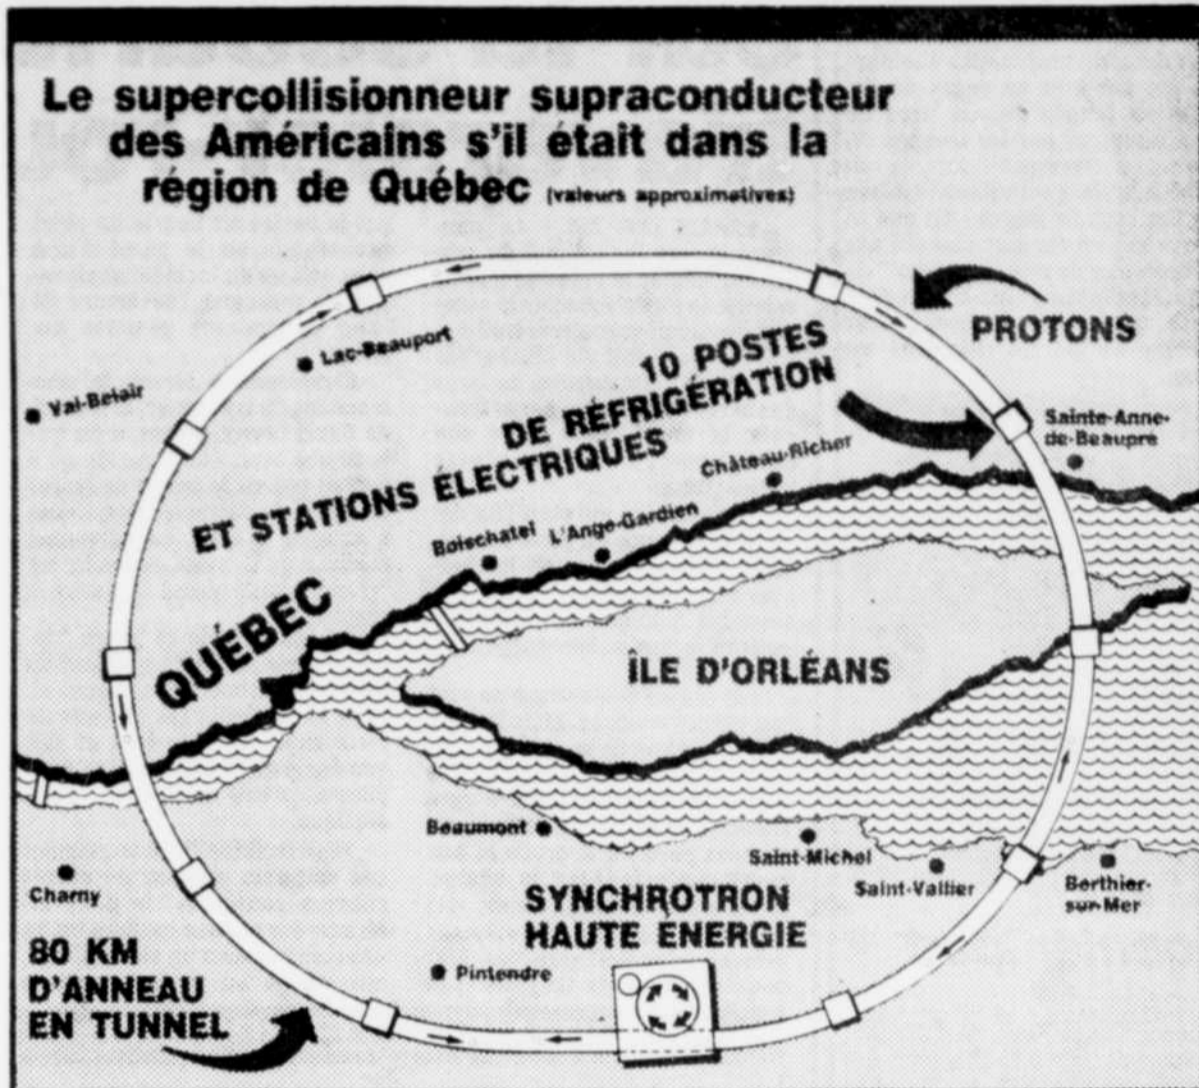 Le supercollisionneur supraconducteur
des Américains s'il était dans la
région de Québec (valeurs approximatives)
PROTONS
Lac-Beauport
Val-Belair
10 POSTES
DE RÉFRIGÉRATION
ET STATIONS ÉLECTRIQUES
Sainte-Anne-
de-Beaupre
Château-Richer
L'Ange-Gardien
Boischatel
QUÉBEC
ÎLE D'ORLÉANS
Beaumont
Saint-Michel
Saint-Vallier
Berthier-
sur-Mer
Charny
SYNCHROTRON
HAUTE ÉNERGIE
Pintendre
80 KM
D'ANNEAU
EN TUNNEL